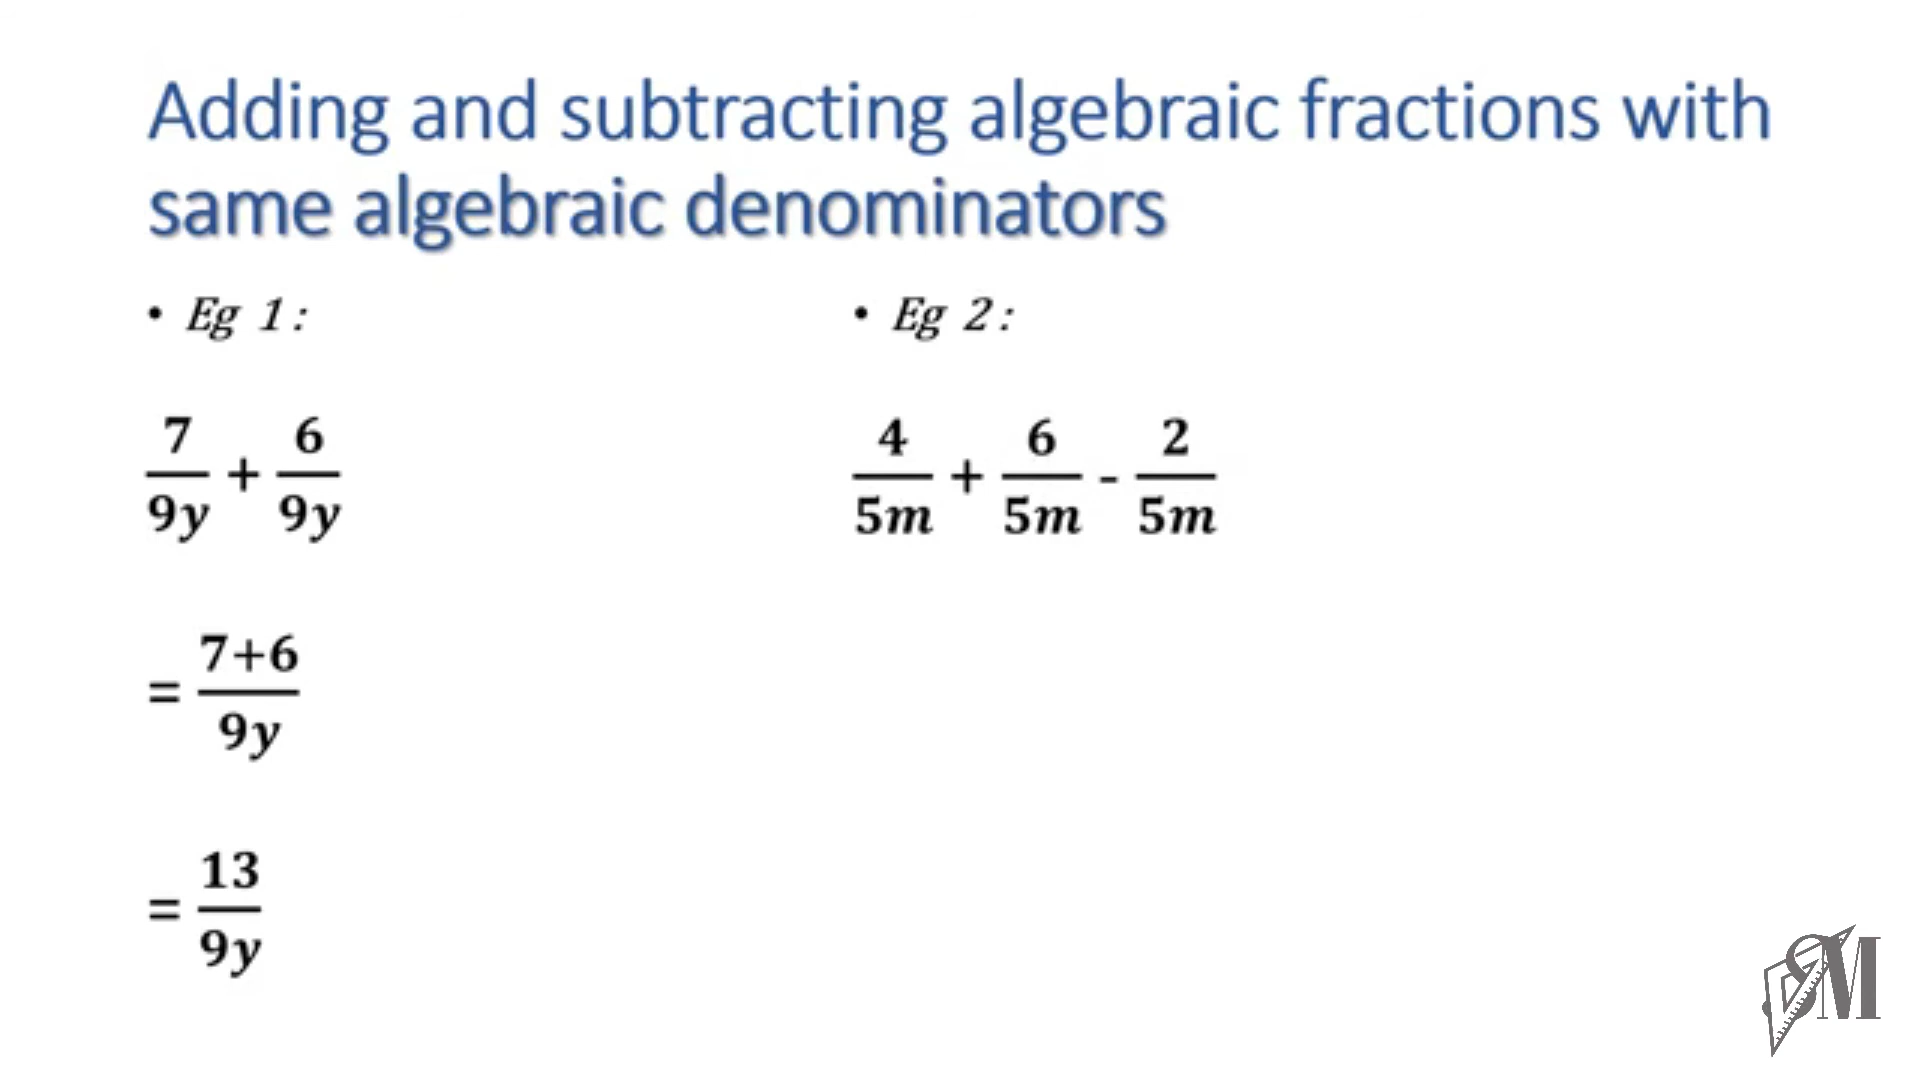 Adding and subtracting algebraic fractions with
same algebraic denominators
• Eg 1:
7/9y + 6/9y
= 7+6/9y
= 13/9y
• Eg 2:
4/5m + 6/5m - 2/5m
SM